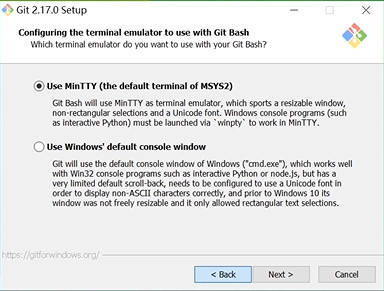 Git 2.17.0 Setup
Configuring the terminal emulator to use with Git Bash
Which terminal emulator do you want to use with your Git Bash?
Use MinTTY (the default terminal of MSYS2)
Git Bash will use MinTTY as terminal emulator, which sports a resizable window,
non-rectangular selections and a Unicode font. Windows console programs (such
as interactive Python) must be launched via `winpty` to work in MinTTY.
Use Windows' default console window
Git will use the default console window of Windows ("cmd.exe"), which works well
with Win32 console programs such as interactive Python or node.js, but has a
very limited default scroll-back, needs to be configured to use a Unicode font in
order to display non-ASCII characters correctly, and prior to Windows 10 its
window was not freely resizable and it only allowed rectangular text selections.
https://gitforwindows.org/
< Back
Next >
Cancel